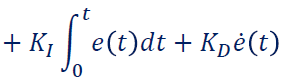 + K_I ∫_0^t e(t)dt + K_D ė(t)